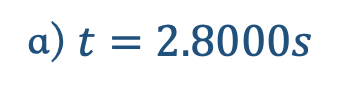 a) t = 2.8000s